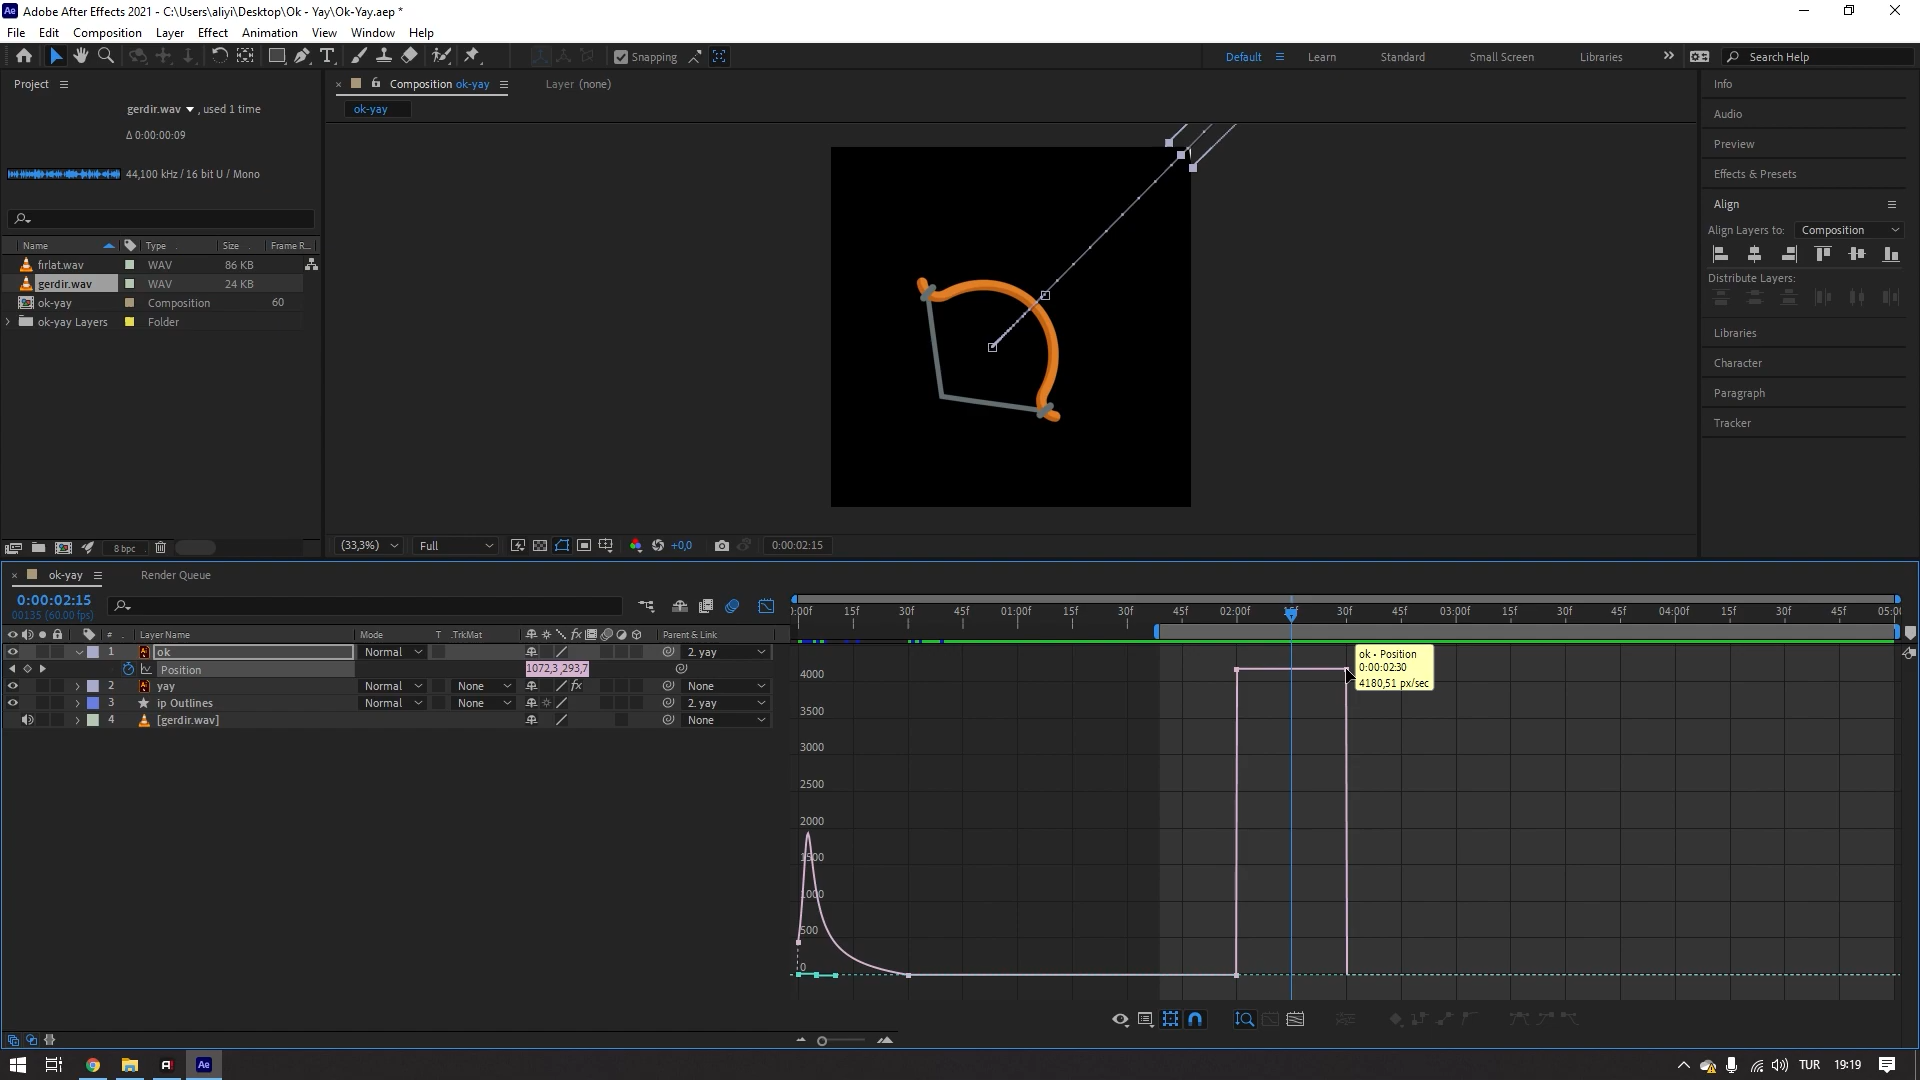 Adobe After Effects 2021 - C:\Users\aliyi\Desktop\Ok - Yay\Ok-Yay.aep *
File Edit Composition Layer Effect Animation View Window Help
Snapping
Default Learn Standard Small Screen Libraries Search Help
Project
gerdir.wav , used 1 time
Δ 0:00:00:09
44,100 kHz / 16 bit U / Mono
Name Type Size Frame R...
fırlat.wav WAV 86 KB
gerdir.wav WAV 24 KB
ok-yay Composition 60
ok-yay Layers Folder
8 bpc
Composition ok-yay Layer (none)
ok-yay
(33,3%) Full +0,0 0:00:02:15
Info
Audio
Preview
Effects & Presets
Align
Align Layers to: Composition
Distribute Layers:
Libraries
Character
Paragraph
Tracker
ok-yay Render Queue
0:00:02:15
00135 (60.00 fps)
# Layer Name Mode T .TrkMat Parent & Link
1 ok Normal 2. yay
Position 1072,3,293,7
2 yay Normal None None
3 ip Outlines Normal None 2. yay
4 [gerdir.wav] None
):00f 15f 30f 45f 01:00f 15f 30f 45f 02:00f 15f 30f 45f 03:00f 15f 30f 45f 04:00f 15f 30f 45f 05:00
ok • Position
0:00:02:30
4180,51 px/sec
4000
3500
3000
2500
2000
1500
1000
500
0
Ae TUR 19:19